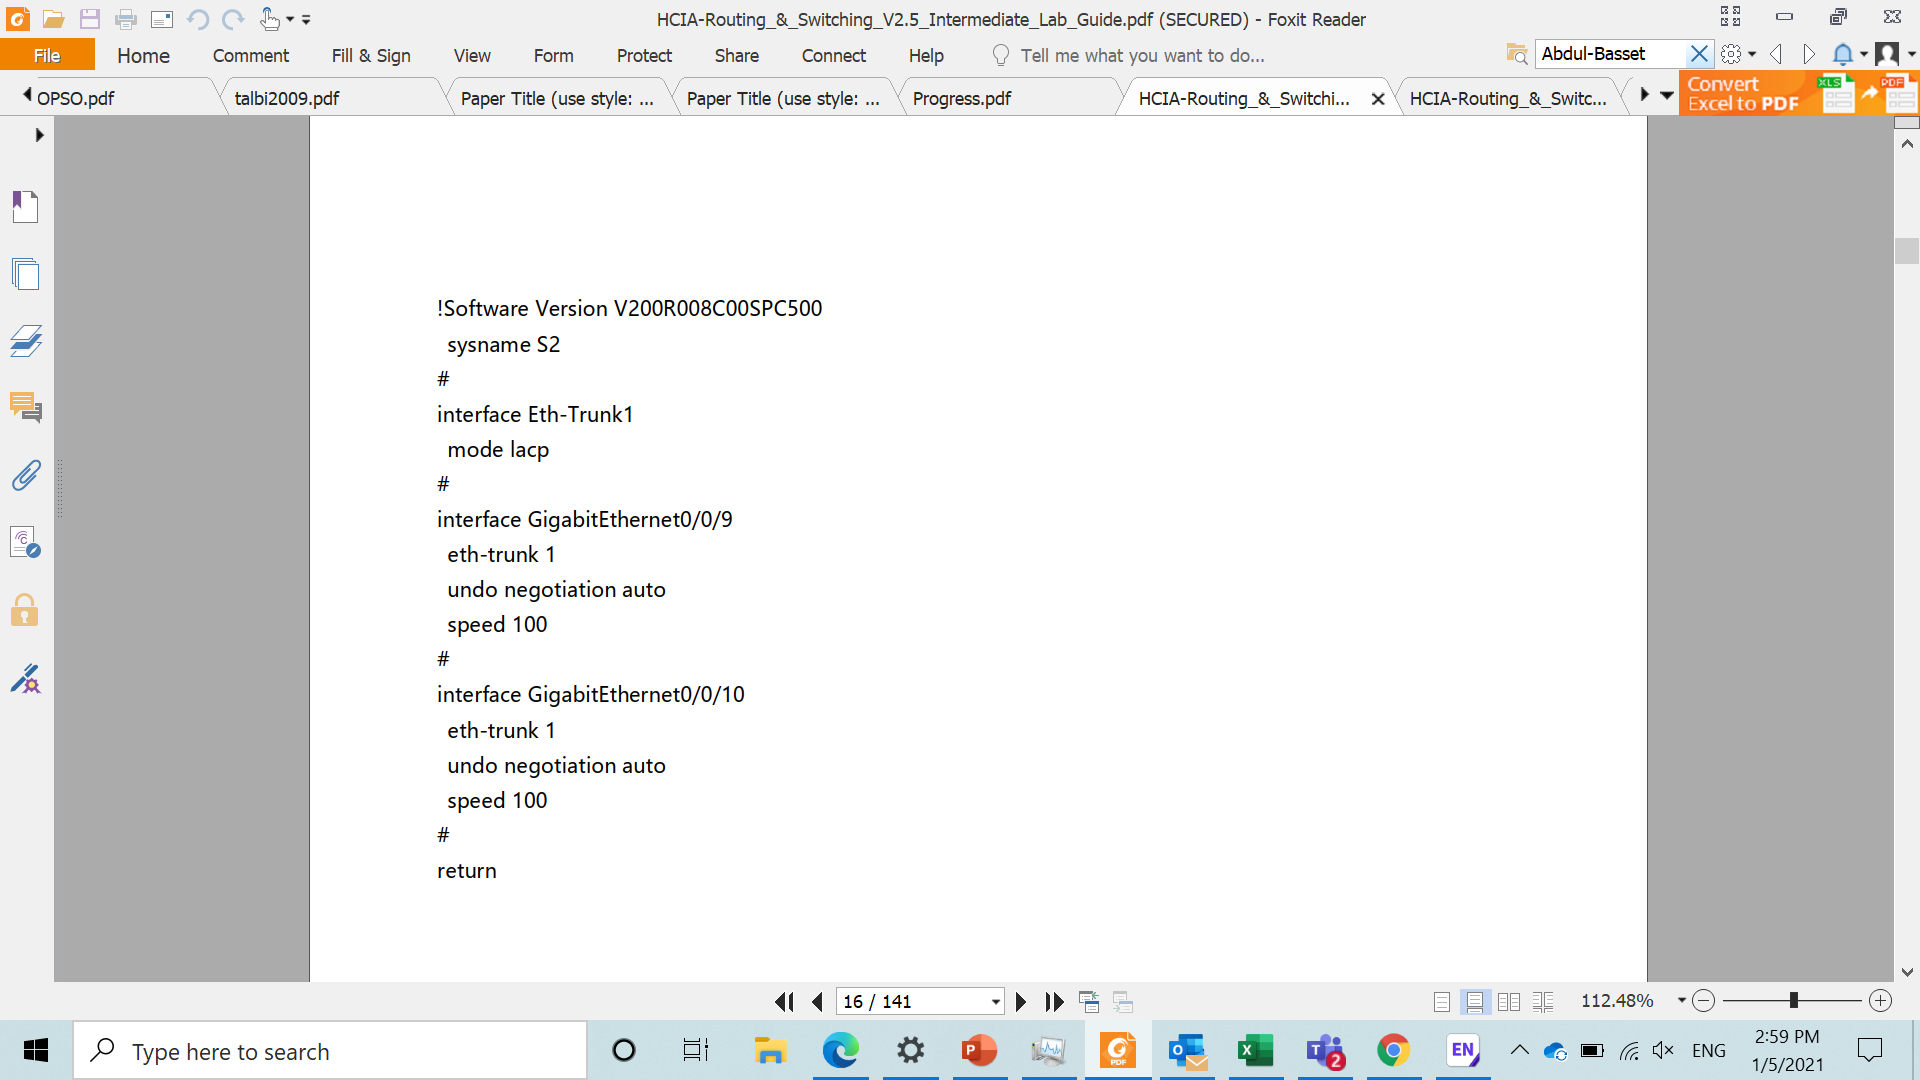 HCIA-Routing_&_Switching_V2.5_Intermediate_Lab_Guide.pdf (SECURED) - Foxit Reader
File Home Comment Fill & Sign View Form Protect Share Connect Help Tell me what you want to do... Abdul-Basset
OPSO.pdf talbi2009.pdf Paper Title (use style: ... Paper Title (use style: ... Progress.pdf HCIA-Routing_&_Switchi... HCIA-Routing_&_Switc...
Convert XLS PDF
Excel to PDF
!Software Version V200R008C00SPC500
sysname S2
#
interface Eth-Trunk1
mode lacp
#
interface GigabitEthernet0/0/9
eth-trunk 1
undo negotiation auto
speed 100
#
interface GigabitEthernet0/0/10
eth-trunk 1
undo negotiation auto
speed 100
#
return
16 / 141 112.48%
Type here to search
PDF
2
EN
ENG
2:59 PM
1/5/2021